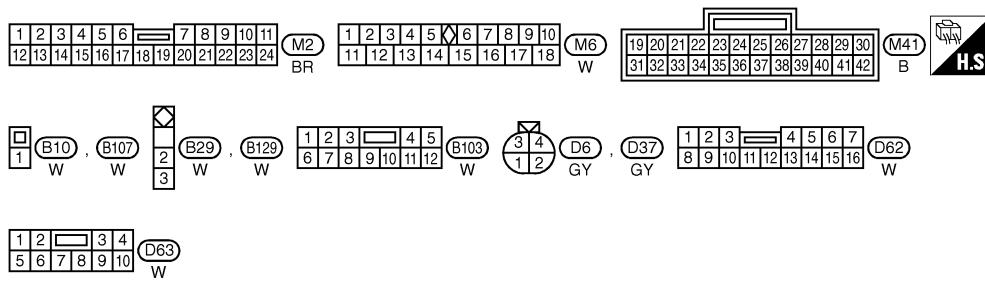 1 2 3 4 5 6 7 8 9 10 11
12 13 14 15 16 17 18 19 20 21 22 23 24
M2
BR
1 2 3 4 5 6 7 8 9 10
11 12 13 14 15 16 17 18
M6
W
19 20 21 22 23 24 25 26 27 28 29 30
31 32 33 34 35 36 37 38 39 40 41 42
M41
B
H.S
1
B10 , B107
W W
2
3
B29 , B129
W W
1 2 3 4 5
6 7 8 9 10 11 12
B103
W
3 4
1 2
D6 , D37
GY GY
1 2 3 4 5 6 7
8 9 10 11 12 13 14 15 16
D62
W
1 2 3 4
5 6 7 8 9 10
D63
W